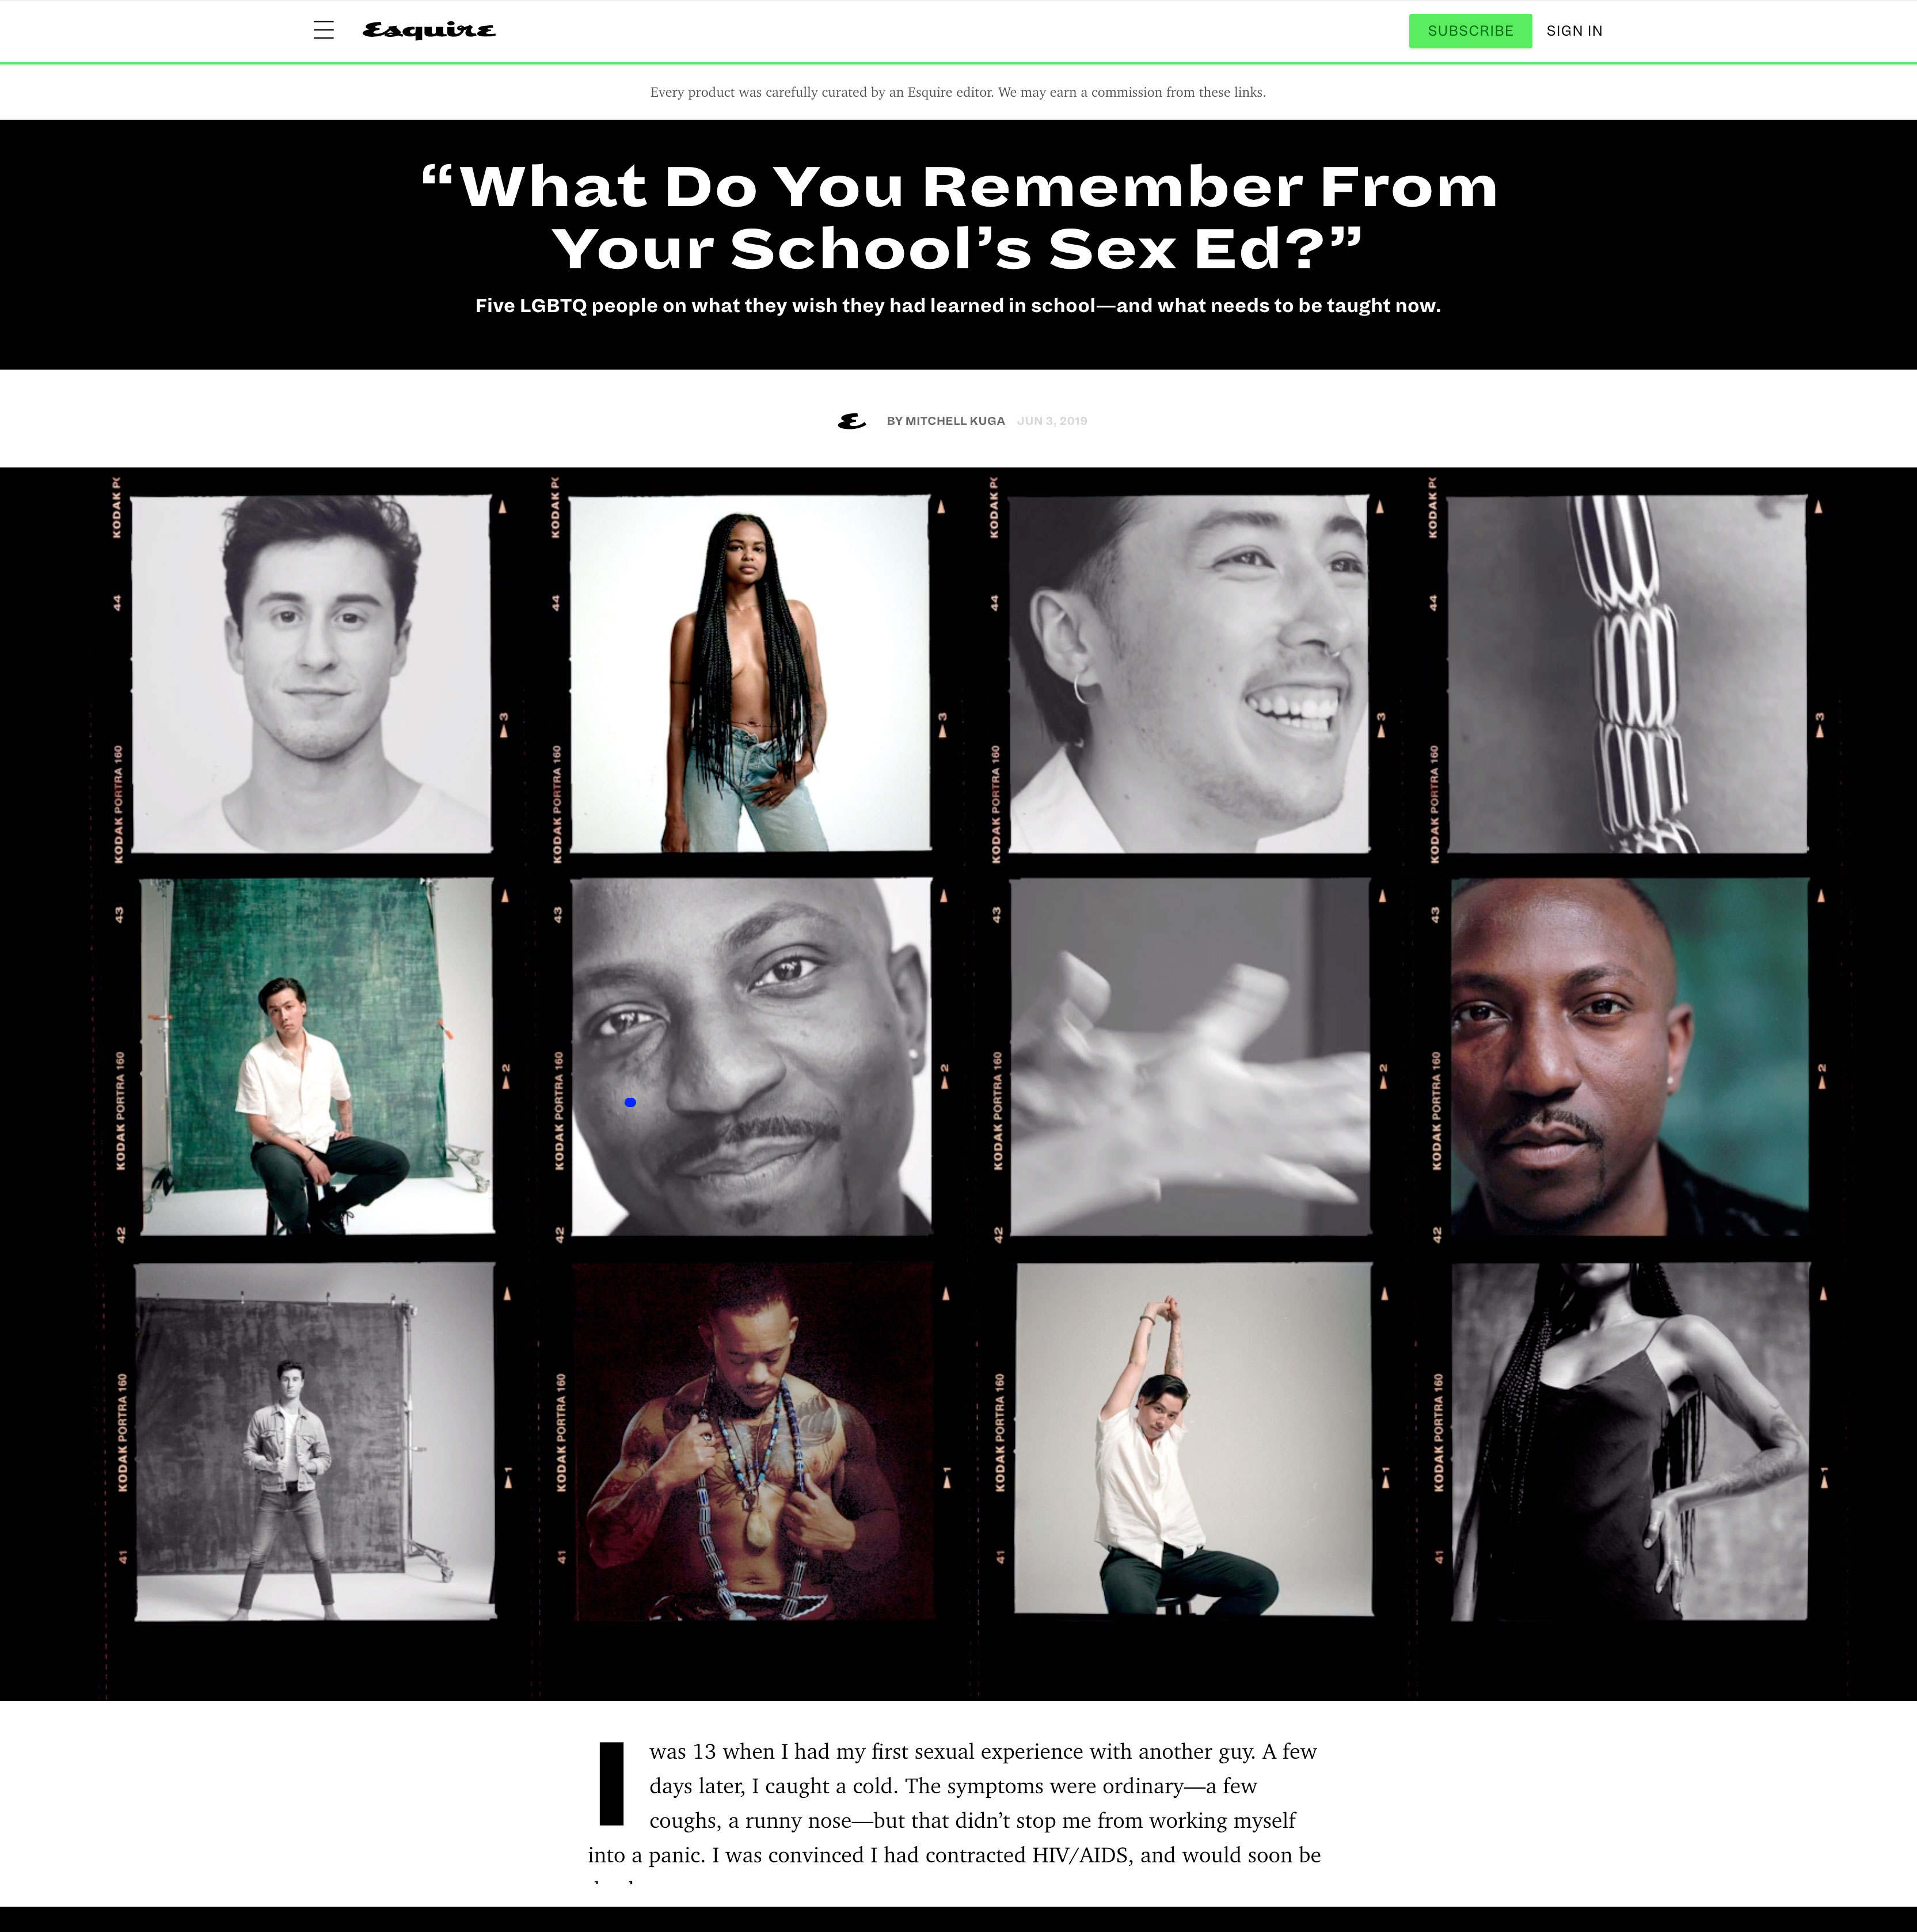 Esquire
SUBSCRIBE
SIGN IN
Every product was carefully curated by an Esquire editor. We may earn a commission from these links.
“What Do You Remember From
Your School’s Sex Ed?”
Five LGBTQ people on what they wish they had learned in school—and what needs to be taught now.
E
BY MITCHELL KUGA
JUN 3, 2019
KODAK PO
KODAK PO
KODAK PO
KODAK PO
44
44
44
44
3
3
3
3
KODAK PORTRA 160
KODAK PORTRA 160
KODAK PORTRA 160
KODAK PORTRA 160
43
43
43
43
2
2
2
2
KODAK PORTRA 160
KODAK PORTRA 160
KODAK PORTRA 160
KODAK PORTRA 160
42
42
42
42
KODAK PORTRA 160
KODAK PORTRA 160
KODAK PORTRA 160
KODAK PORTRA 160
1
1
1
1
41
41
41
41
I was 13 when I had my first sexual experience with another guy. A few
days later, I caught a cold. The symptoms were ordinary—a few
coughs, a runny nose—but that didn’t stop me from working myself
into a panic. I was convinced I had contracted HIV/AIDS, and would soon be